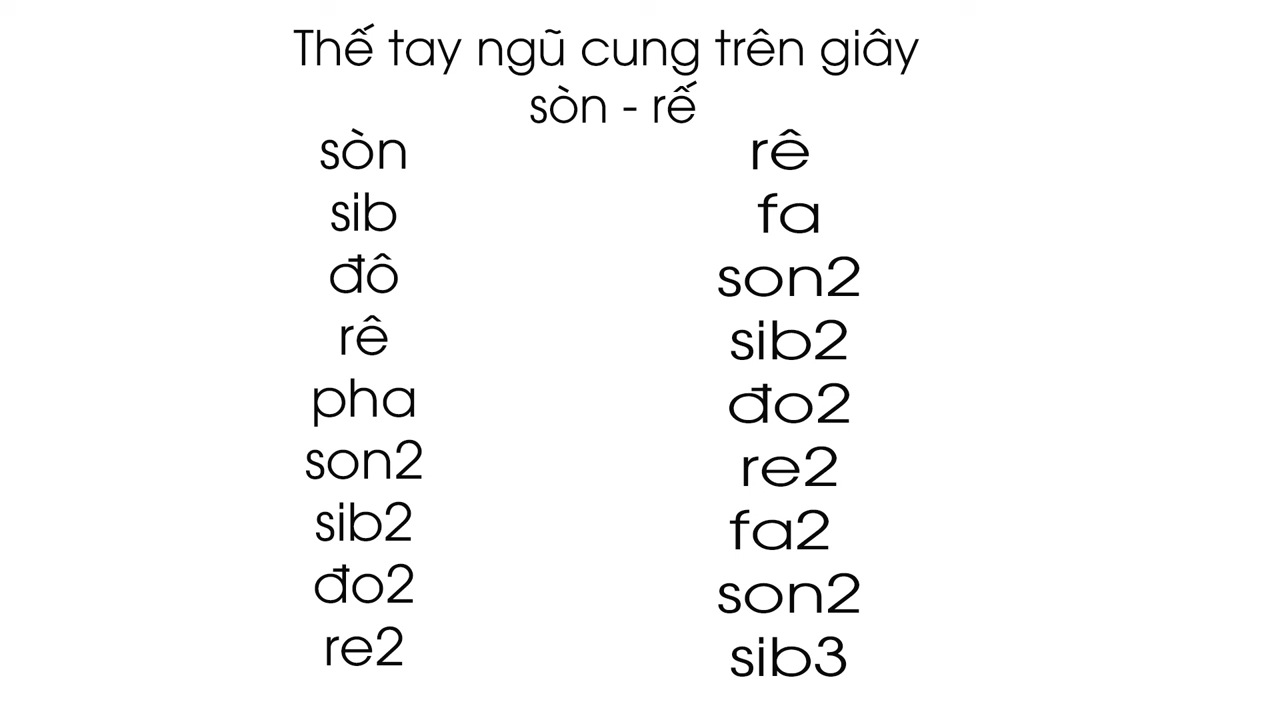 Thế tay ngũ cung trên giây
sòn - rế
sòn
sib
đô
rê
pha
son2
sib2
đo2
re2
rê
fa
son2
sib2
đo2
re2
fa2
son2
sib3